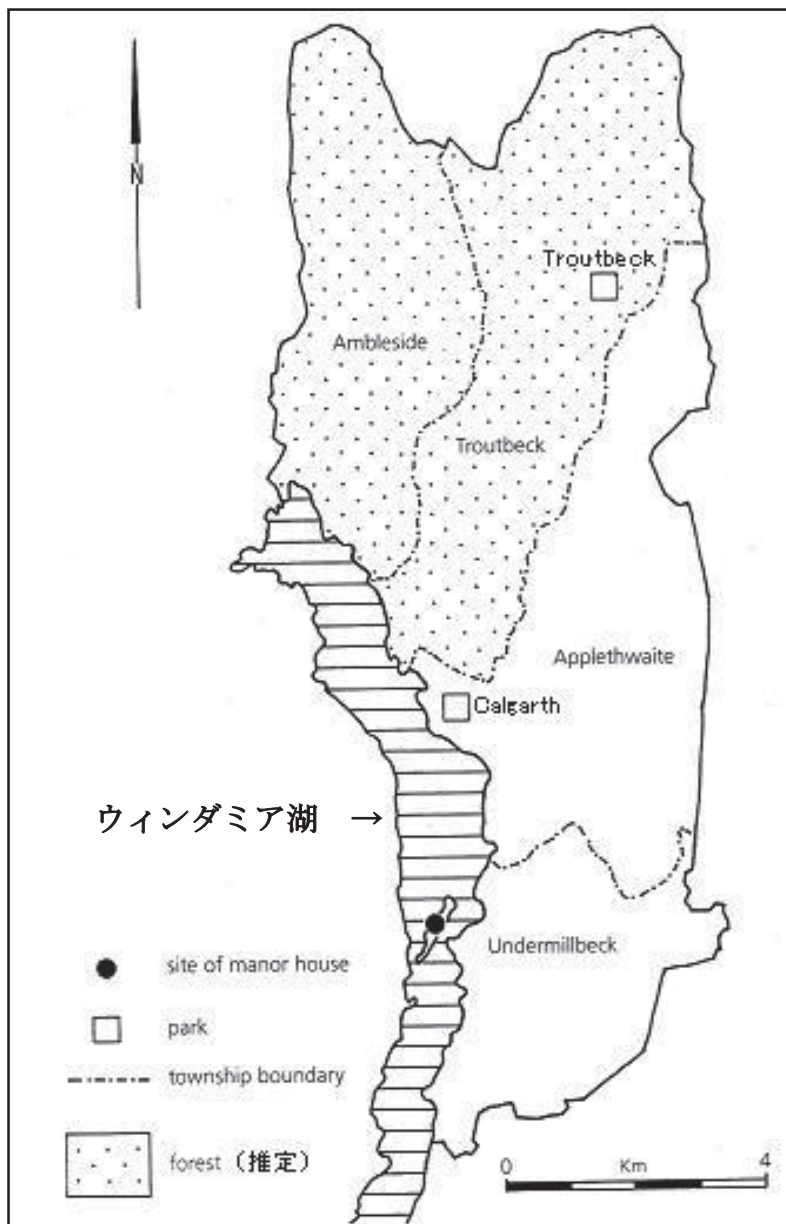 N
Troutbeck
Ambleside
Troutbeck
Applethwaite
Calgarth
ウィンダミア湖 →
Undermillbeck
site of manor house
park
township boundary
forest（推定）
0 Km 4